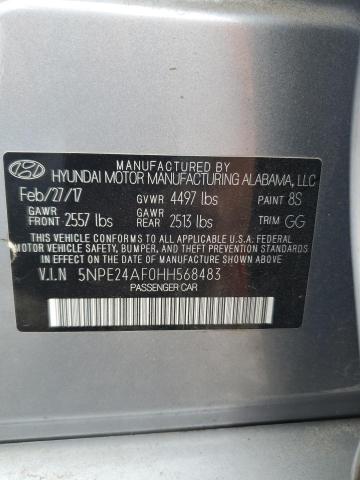 MANUFACTURED BY
HYUNDAI MOTOR MANUFACTURING ALABAMA, LLC
Feb/27/17 GVWR 4497 lbs PAINT 8S
GAWR FRONT 2557 lbs GAWR REAR 2513 lbs TRIM GG
THIS VEHICLE CONFORMS TO ALL APPLICABLE U.S.A. FEDERAL
MOTOR VEHICLE SAFETY, BUMPER, AND THEFT PREVENTION STANDARDS
IN EFFECT ON THE DATE OF MANUFACTURE SHOWN ABOVE.
V.I.N 5NPE24AF0HH568483
PASSENGER CAR